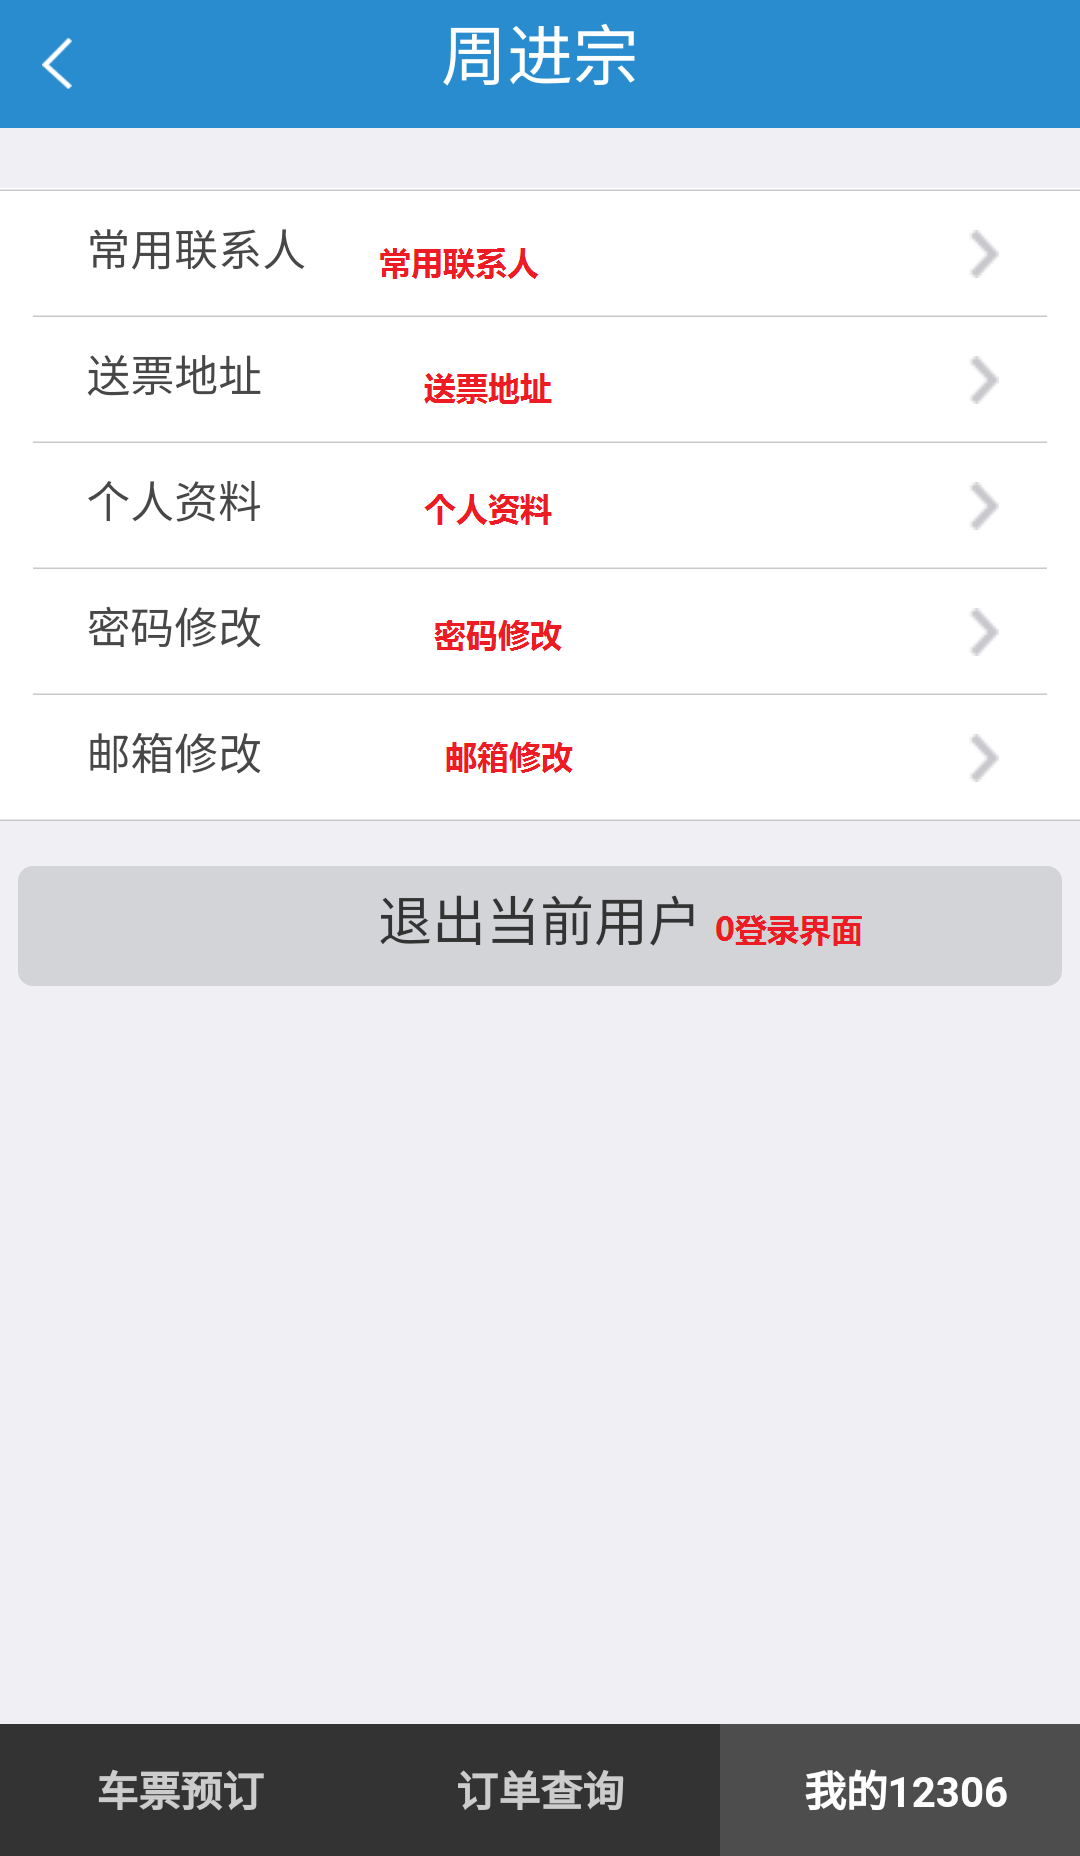 周进宗
常用联系人 常用联系人
送票地址 送票地址
个人资料 个人资料
密码修改 密码修改
邮箱修改 邮箱修改
退出当前用户 0登录界面
车票预订 订单查询 我的12306